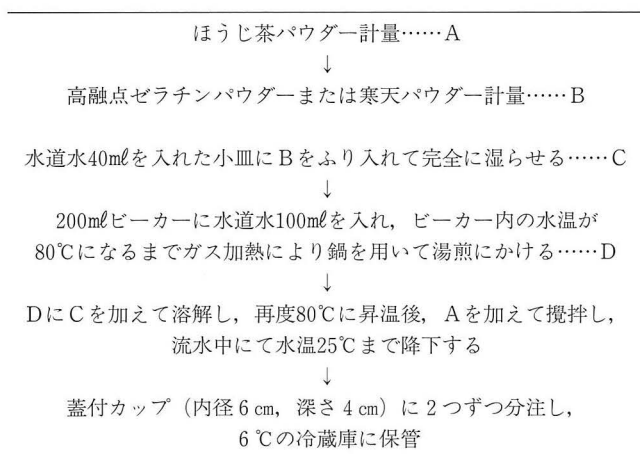 ほうじ茶パウダー計量……A
↓
高融点ゼラチンパウダーまたは寒天パウダー計量……B
水道水40mℓを入れた小皿にBをふり入れて完全に湿らせる……C
↓
200mℓビーカーに水道水100mℓを入れ，ビーカー内の水温が
80℃になるまでガス加熱により鍋を用いて湯煎にかける……D
↓
DにCを加えて溶解し，再度80℃に昇温後，Aを加えて攪拌し，
流水中にて水温25℃まで降下する
↓
蓋付カップ（内径6㎝，深さ4㎝）に2つずつ分注し，
6℃の冷蔵庫に保管